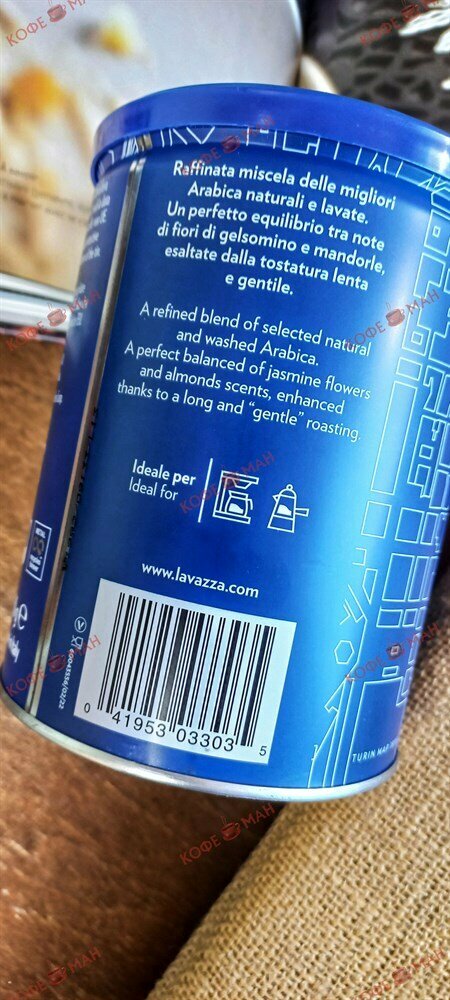 КОФЕ МАН
Raffinata miscela delle migliori
Arabica naturali e lavate.
Un perfetto equilibrio tra note
di fiori di gelsomino e mandorle,
esaltate dalla tostatura lenta
e gentile.
A refined blend of selected natural
and washed Arabica.
A perfect balanced of jasmine flowers
and almonds scents, enhanced
thanks to a long and “gentle” roasting.
Ideale per
Ideal for
www.lavazza.com
0 41953 03303 5
TURIN MAP